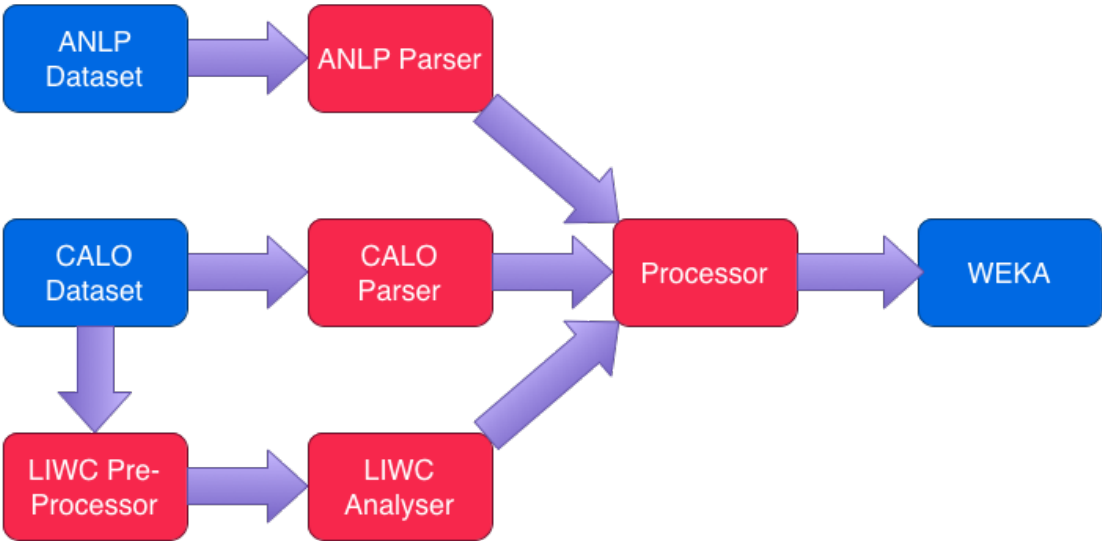 ANLP
Dataset
ANLP Parser
CALO
Dataset
CALO
Parser
Processor
WEKA
LIWC Pre-
Processor
LIWC
Analyser